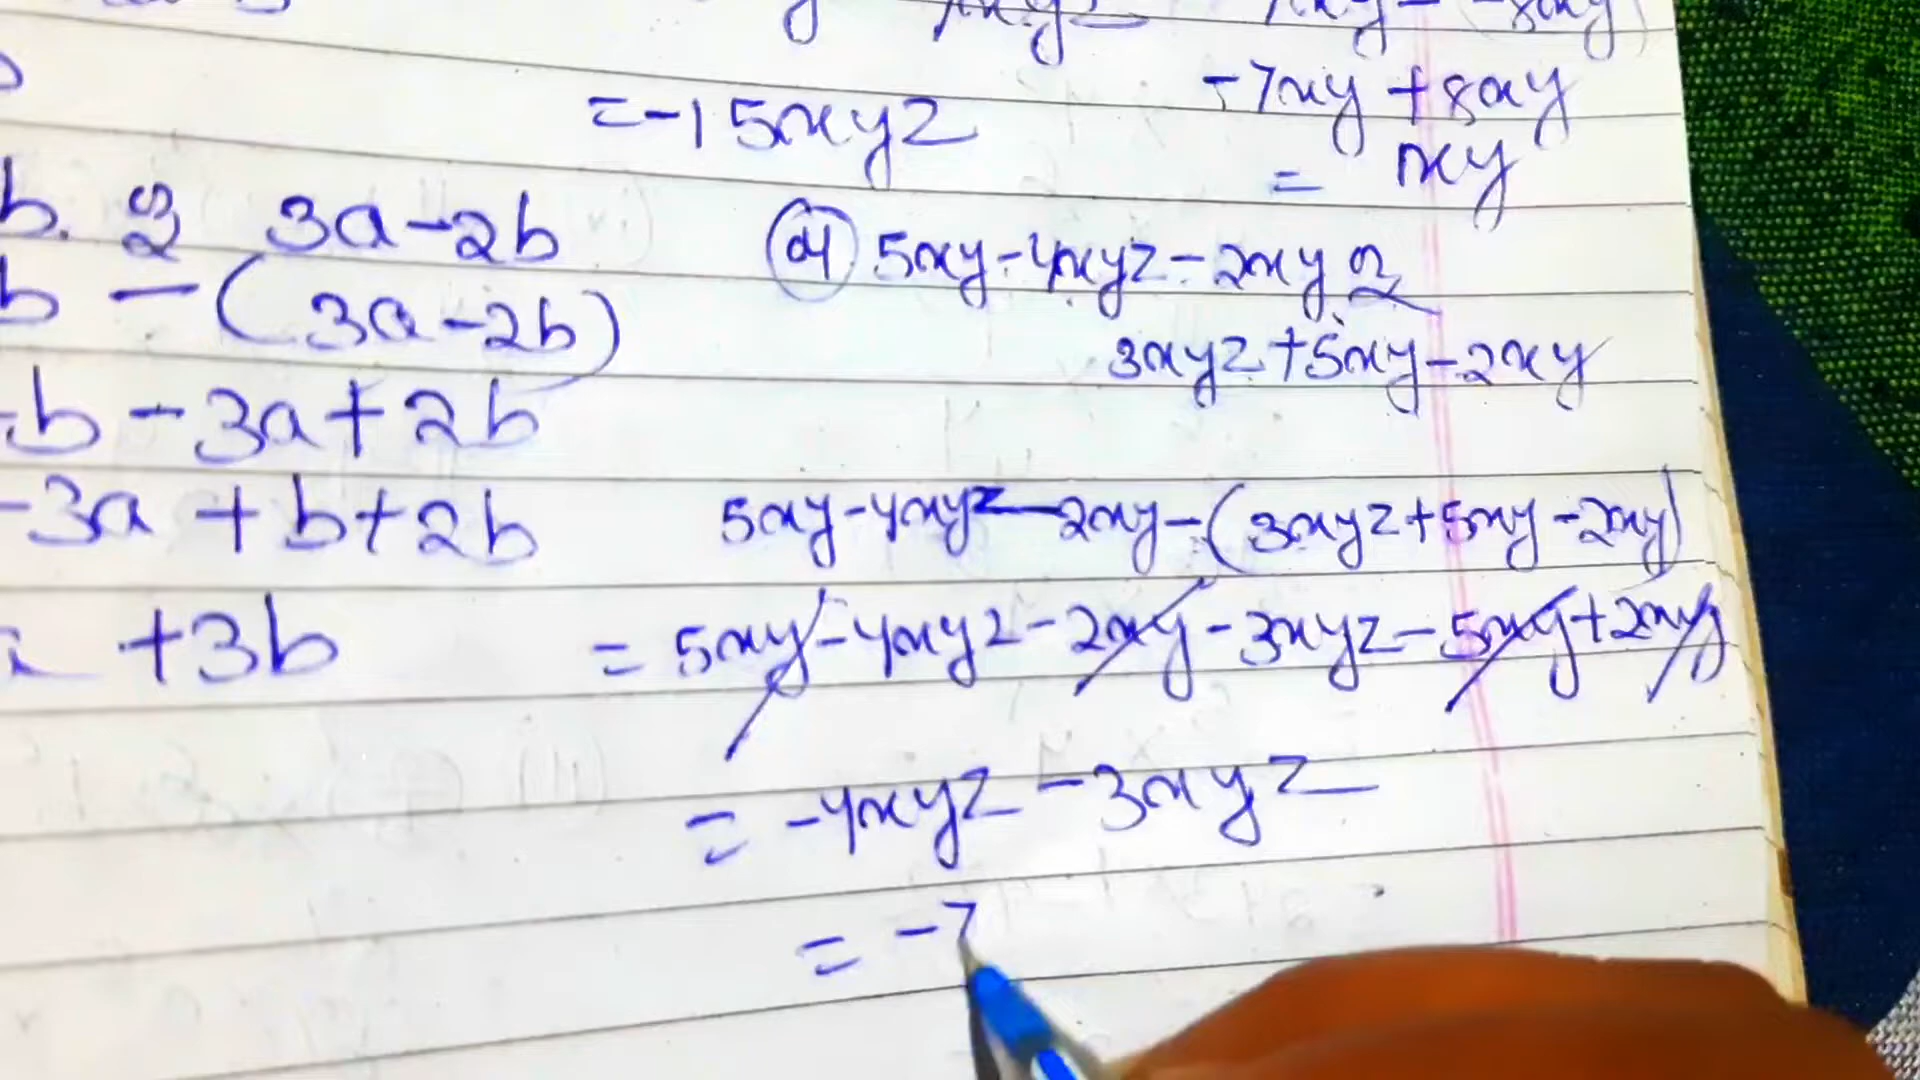 -7xy +8xy
=-15xyz
= xy
b. 3a-2b
b -(3a-2b)
-b -3a+2b
-3a +b+2b
+3b
5xy-4xyz-2xy
3xyz+5xy-2xy
5xy-4xyz-2xy-(3xyz+5xy-2xy)
= 5xy-4xyz-2xy-3xyz-5xy+2xy
= -4xyz-3xyz
= -7